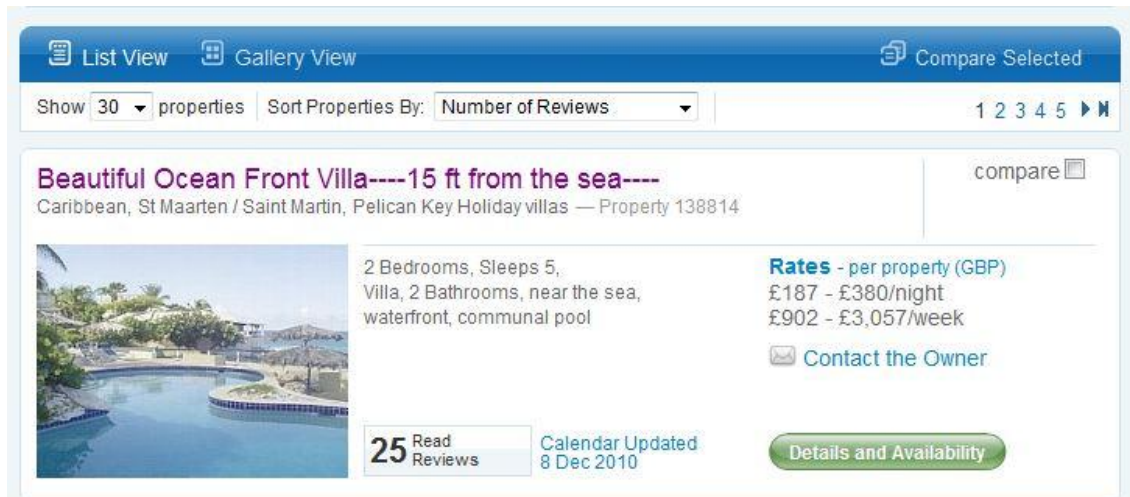 List View Gallery View Compare Selected
Show 30 properties Sort Properties By: Number of Reviews 1 2 3 4 5
Beautiful Ocean Front Villa----15 ft from the sea----
compare
Caribbean, St Maarten / Saint Martin, Pelican Key Holiday villas — Property 138814
2 Bedrooms, Sleeps 5,
Villa, 2 Bathrooms, near the sea,
waterfront, communal pool
Rates - per property (GBP)
£187 - £380/night
£902 - £3,057/week
Contact the Owner
25 Read
Reviews
Calendar Updated
8 Dec 2010
Details and Availability